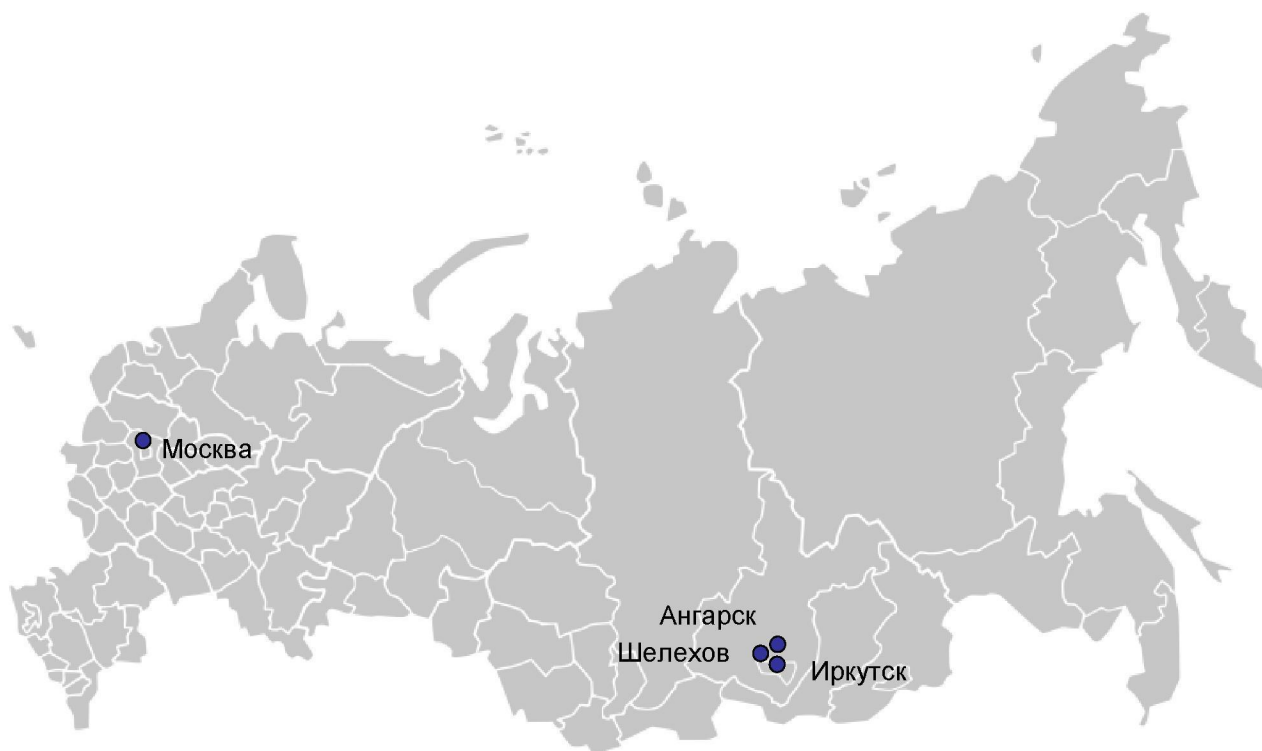 Москва
Ангарск
Шелехов
Иркутск